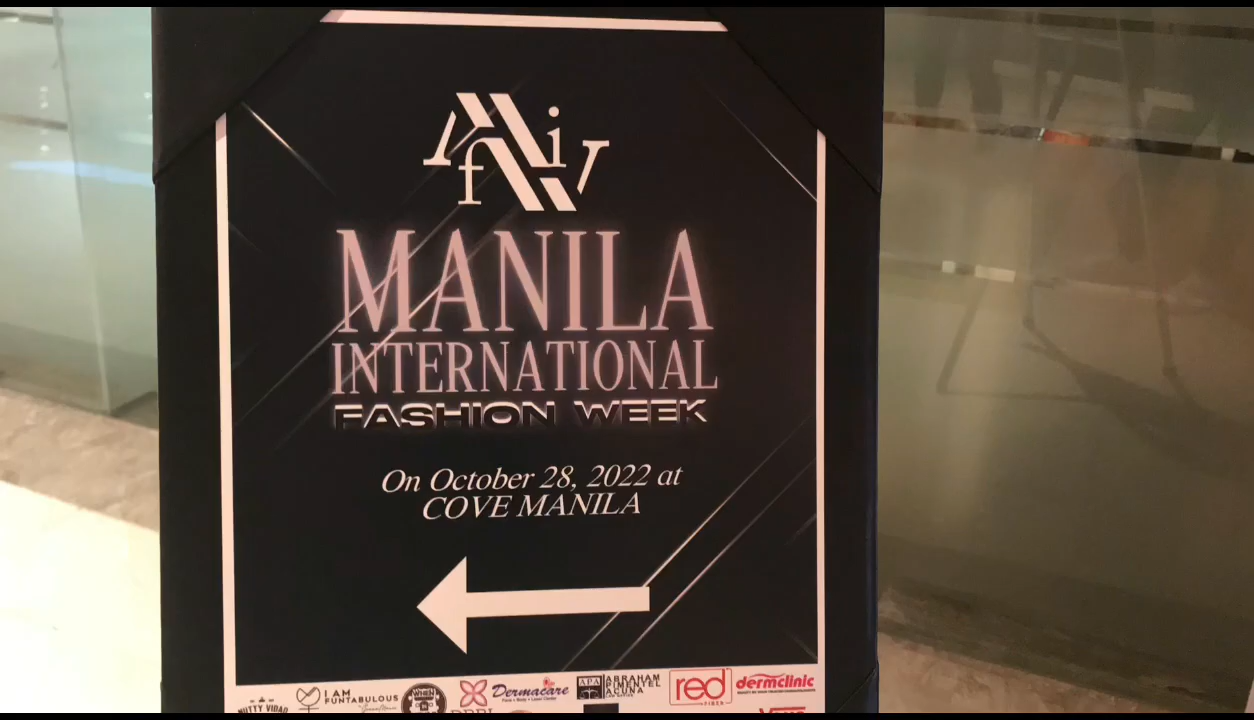 MANILA
INTERNATIONAL
FASHION WEEK
On October 28, 2022 at
COVE MANILA
I AM
FUNTABULOUS
Dermacare
APA
ABRAHAM
PIMENTEL
ACUNA
red
FIBER
dermclinic